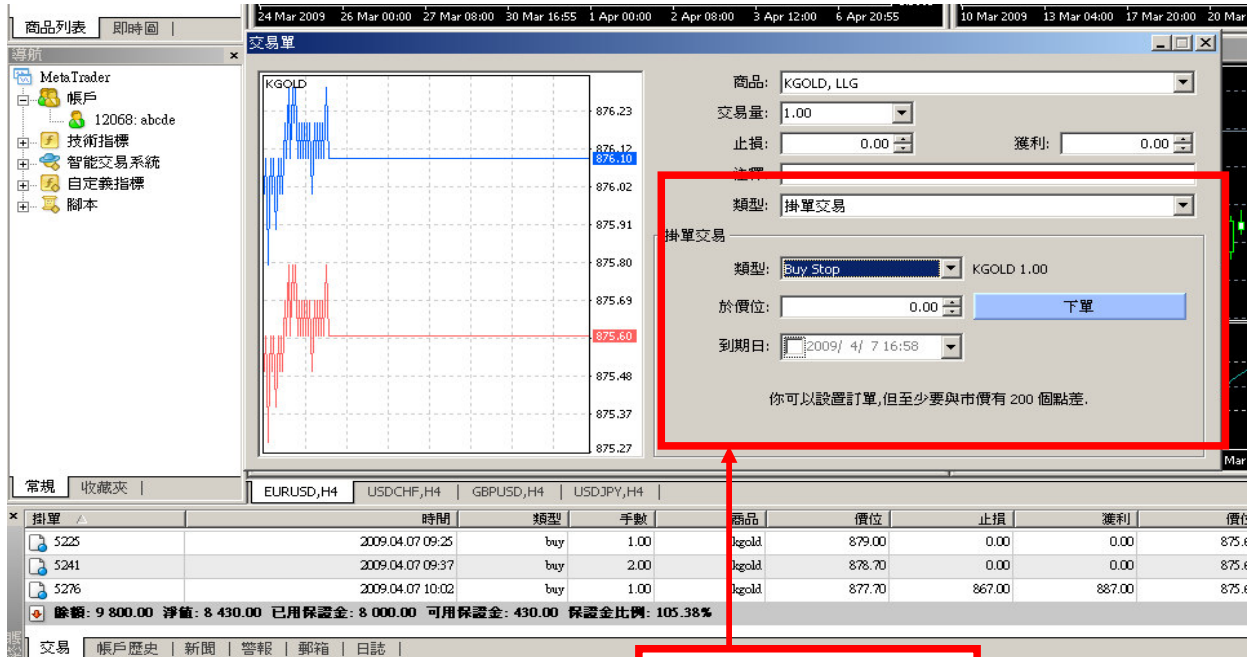 24 Mar 2009 26 Mar 00:00 27 Mar 08:00 30 Mar 16:55 1 Apr 00:00 2 Apr 08:00 3 Apr 12:00 6 Apr 20:55 10 Mar 2009 13 Mar 04:00 17 Mar 20:00 20 Mar
商品列表 即時圖
導航
MetaTrader
帳戶
12068: abcde
技術指標
智能交易系統
自定義指標
腳本
常規 收藏夾
交易單
KGOLD
876.23
876.12
876.10
876.02
875.91
875.80
875.69
875.60
875.48
875.37
875.27
商品: KGOLD, LLG
交易量: 1.00
止損: 0.00 獲利: 0.00
注釋:
類型: 掛單交易
掛單交易
類型: Buy Stop KGOLD 1.00
於價位: 0.00 下單
到期日: 2009/ 4/ 7 16:58
你可以設置訂單,但至少要與市價有 200 個點差.
Mar
EURUSD,H4 USDCHF,H4 GBPUSD,H4 USDJPY,H4
掛單 時間 類型 手數 商品 價位 止損 獲利 價位
5225 2009.04.07 09:25 buy 1.00 kgold 879.00 0.00 0.00 875.6
5241 2009.04.07 09:37 buy 2.00 kgold 878.70 0.00 0.00 875.6
5276 2009.04.07 10:02 buy 1.00 kgold 877.70 867.00 887.00 875.6
餘額: 9 800.00 淨值: 8 430.00 已用保證金: 8 000.00 可用保證金: 430.00 保證金比例: 105.38%
交易 帳戶歷史 新聞 警報 郵箱 日誌